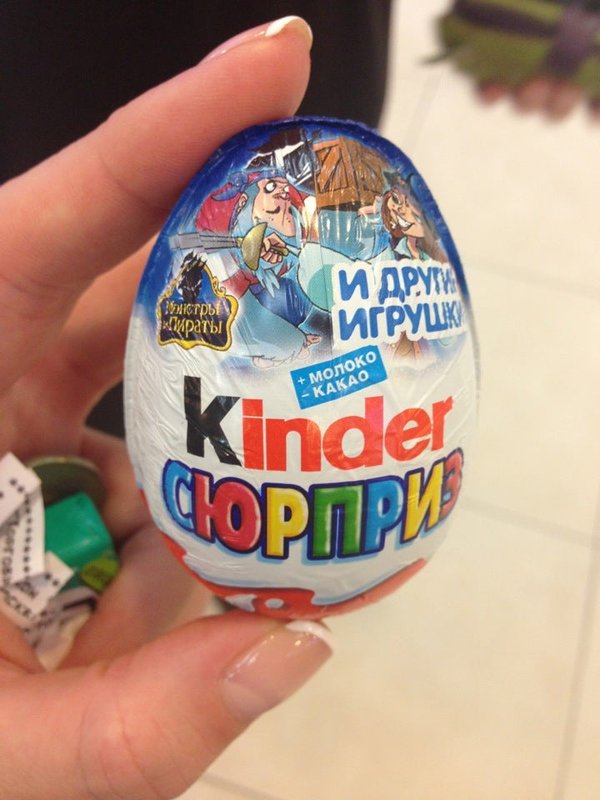 Монстры
и Пираты
И ДРУГИЕ
ИГРУШКИ
+ МОЛОКО
- КАКАО
Kinder
СЮРПРИЗ